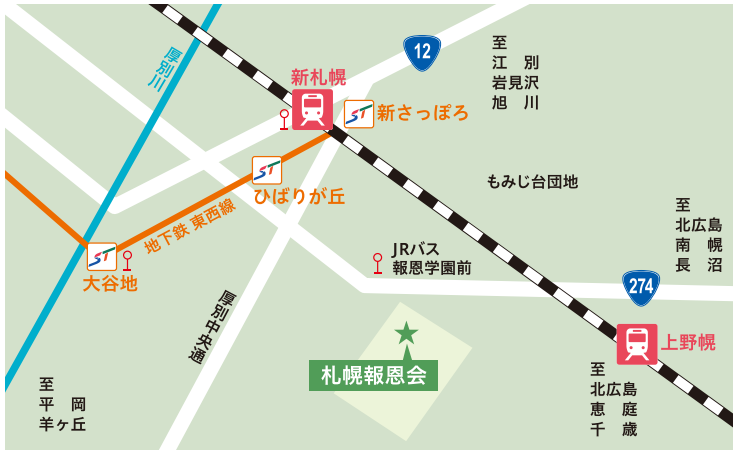 12
至
江　別
岩見沢
旭　川
厚別川
新札幌
ST
新さっぽろ
ST
ひばりが丘
もみじ台団地
至
北広島
南　幌
長　沼
地下鉄 東西線
ST
大谷地
JRバス
報恩学園前
274
厚別中央通
上野幌
札幌報恩会
至
北広島
恵　庭
千　歳
至
平　岡
羊ヶ丘